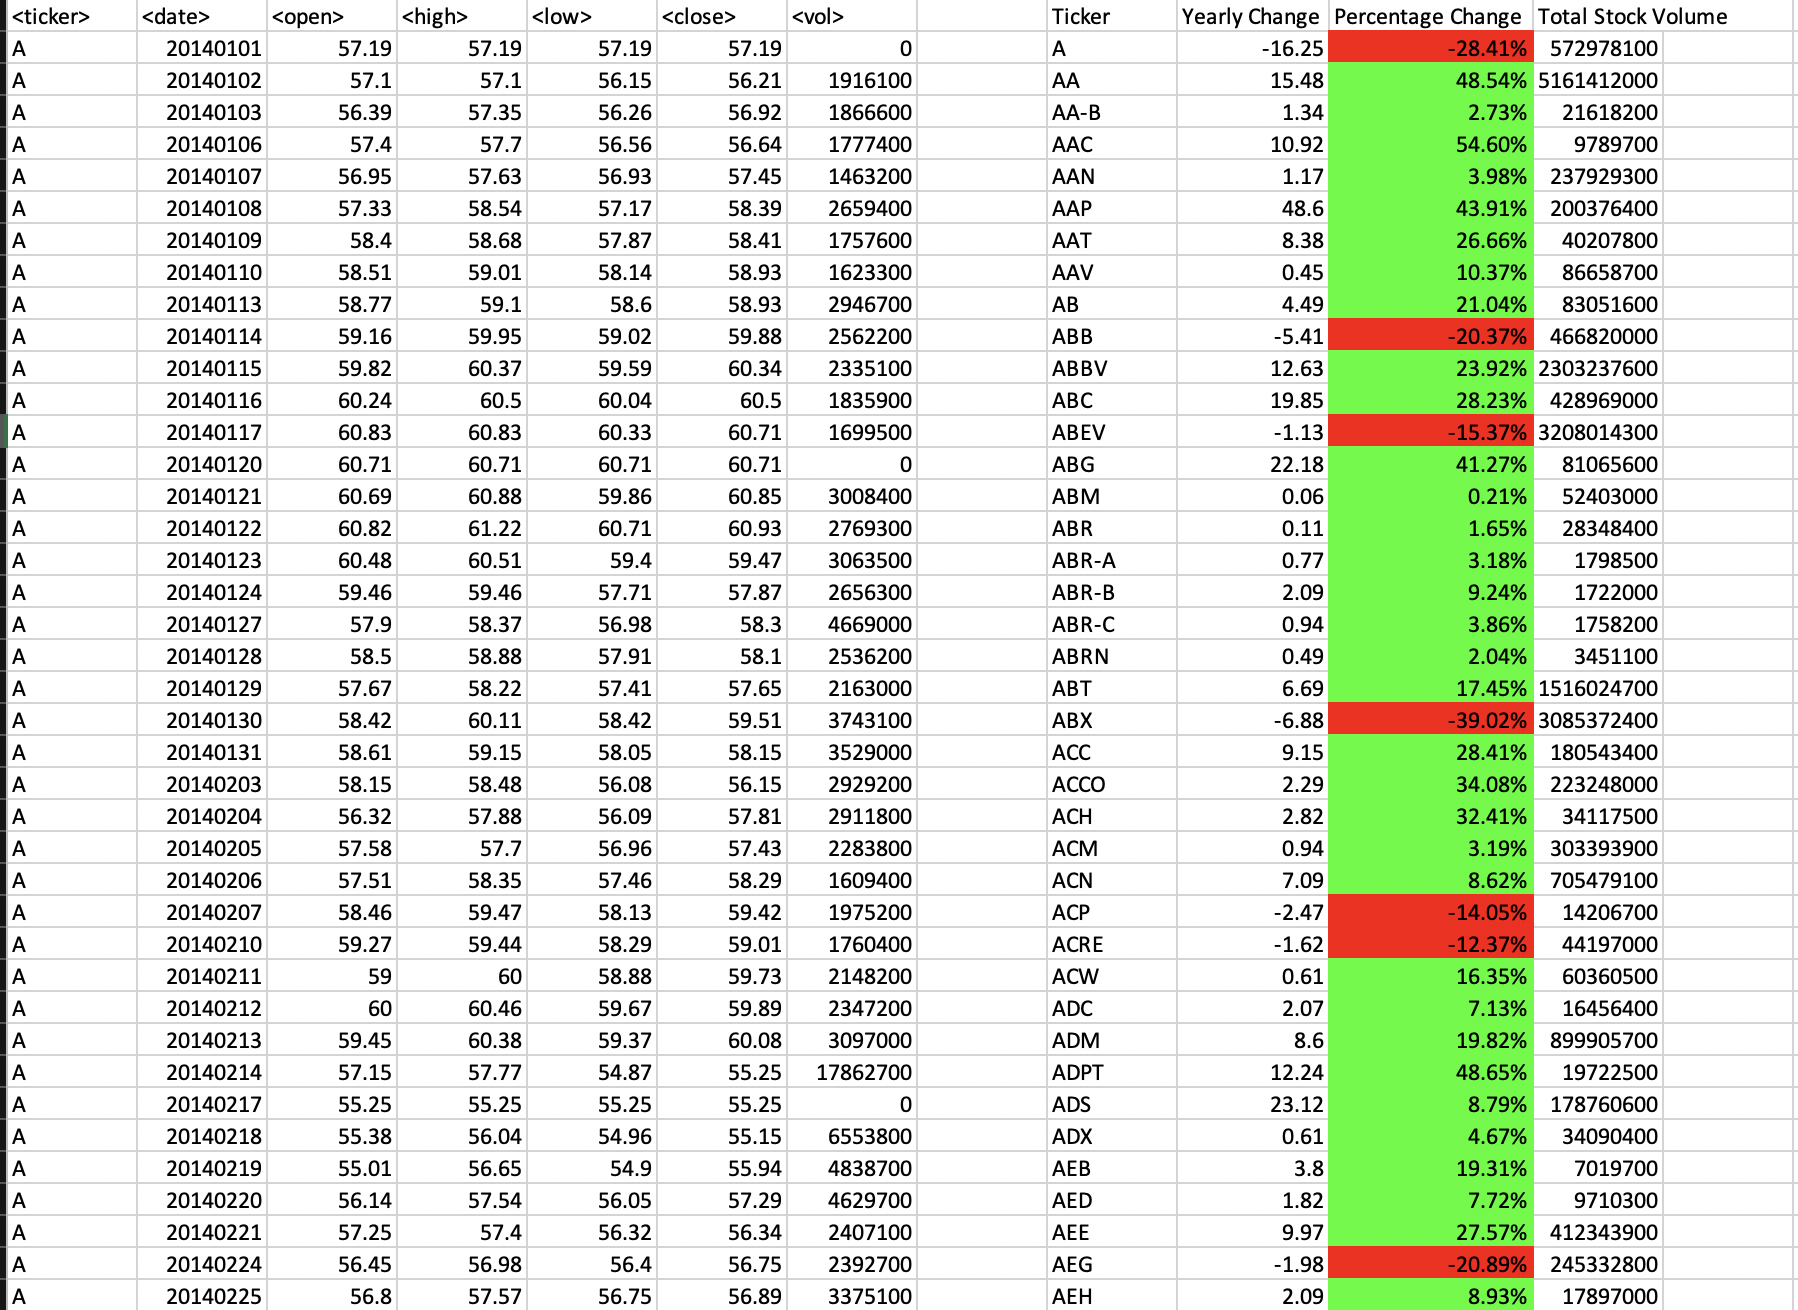 <ticker> <date> <open> <high> <low> <close> <vol> Ticker Yearly Change Percentage Change Total Stock Volume
A 20140101 57.19 57.19 57.19 57.19 0 A -16.25 -28.41% 572978100
A 20140102 57.1 57.1 56.15 56.21 1916100 AA 15.48 48.54% 5161412000
A 20140103 56.39 57.35 56.26 56.92 1866600 AA-B 1.34 2.73% 21618200
A 20140106 57.4 57.7 56.56 56.64 1777400 AAC 10.92 54.60% 9789700
A 20140107 56.95 57.63 56.93 57.45 1463200 AAN 1.17 3.98% 237929300
A 20140108 57.33 58.54 57.17 58.39 2659400 AAP 48.6 43.91% 200376400
A 20140109 58.4 58.68 57.87 58.41 1757600 AAT 8.38 26.66% 40207800
A 20140110 58.51 59.01 58.14 58.93 1623300 AAV 0.45 10.37% 86658700
A 20140113 58.77 59.1 58.6 58.93 2946700 AB 4.49 21.04% 83051600
A 20140114 59.16 59.95 59.02 59.88 2562200 ABB -5.41 -20.37% 466820000
A 20140115 59.82 60.37 59.59 60.34 2335100 ABBV 12.63 23.92% 2303237600
A 20140116 60.24 60.5 60.04 60.5 1835900 ABC 19.85 28.23% 428969000
A 20140117 60.83 60.83 60.33 60.71 1699500 ABEV -1.13 -15.37% 3208014300
A 20140120 60.71 60.71 60.71 60.71 0 ABG 22.18 41.27% 81065600
A 20140121 60.69 60.88 59.86 60.85 3008400 ABM 0.06 0.21% 52403000
A 20140122 60.82 61.22 60.71 60.93 2769300 ABR 0.11 1.65% 28348400
A 20140123 60.48 60.51 59.4 59.47 3063500 ABR-A 0.77 3.18% 1798500
A 20140124 59.46 59.46 57.71 57.87 2656300 ABR-B 2.09 9.24% 1722000
A 20140127 57.9 58.37 56.98 58.3 4669000 ABR-C 0.94 3.86% 1758200
A 20140128 58.5 58.88 57.91 58.1 2536200 ABRN 0.49 2.04% 3451100
A 20140129 57.67 58.22 57.41 57.65 2163000 ABT 6.69 17.45% 1516024700
A 20140130 58.42 60.11 58.42 59.51 3743100 ABX -6.88 -39.02% 3085372400
A 20140131 58.61 59.15 58.05 58.15 3529000 ACC 9.15 28.41% 180543400
A 20140203 58.15 58.48 56.08 56.15 2929200 ACCO 2.29 34.08% 223248000
A 20140204 56.32 57.88 56.09 57.81 2911800 ACH 2.82 32.41% 34117500
A 20140205 57.58 57.7 56.96 57.43 2283800 ACM 0.94 3.19% 303393900
A 20140206 57.51 58.35 57.46 58.29 1609400 ACN 7.09 8.62% 705479100
A 20140207 58.46 59.47 58.13 59.42 1975200 ACP -2.47 -14.05% 14206700
A 20140210 59.27 59.44 58.29 59.01 1760400 ACRE -1.62 -12.37% 44197000
A 20140211 59 60 58.88 59.73 2148200 ACW 0.61 16.35% 60360500
A 20140212 60 60.46 59.67 59.89 2347200 ADC 2.07 7.13% 16456400
A 20140213 59.45 60.38 59.37 60.08 3097000 ADM 8.6 19.82% 899905700
A 20140214 57.15 57.77 54.87 55.25 17862700 ADPT 12.24 48.65% 19722500
A 20140217 55.25 55.25 55.25 55.25 0 ADS 23.12 8.79% 178760600
A 20140218 55.38 56.04 54.96 55.15 6553800 ADX 0.61 4.67% 34090400
A 20140219 55.01 56.65 54.9 55.94 4838700 AEB 3.8 19.31% 7019700
A 20140220 56.14 57.54 56.05 57.29 4629700 AED 1.82 7.72% 9710300
A 20140221 57.25 57.4 56.32 56.34 2407100 AEE 9.97 27.57% 412343900
A 20140224 56.45 56.98 56.4 56.75 2392700 AEG -1.98 -20.89% 245332800
A 20140225 56.8 57.57 56.75 56.89 3375100 AEH 2.09 8.93% 17897000